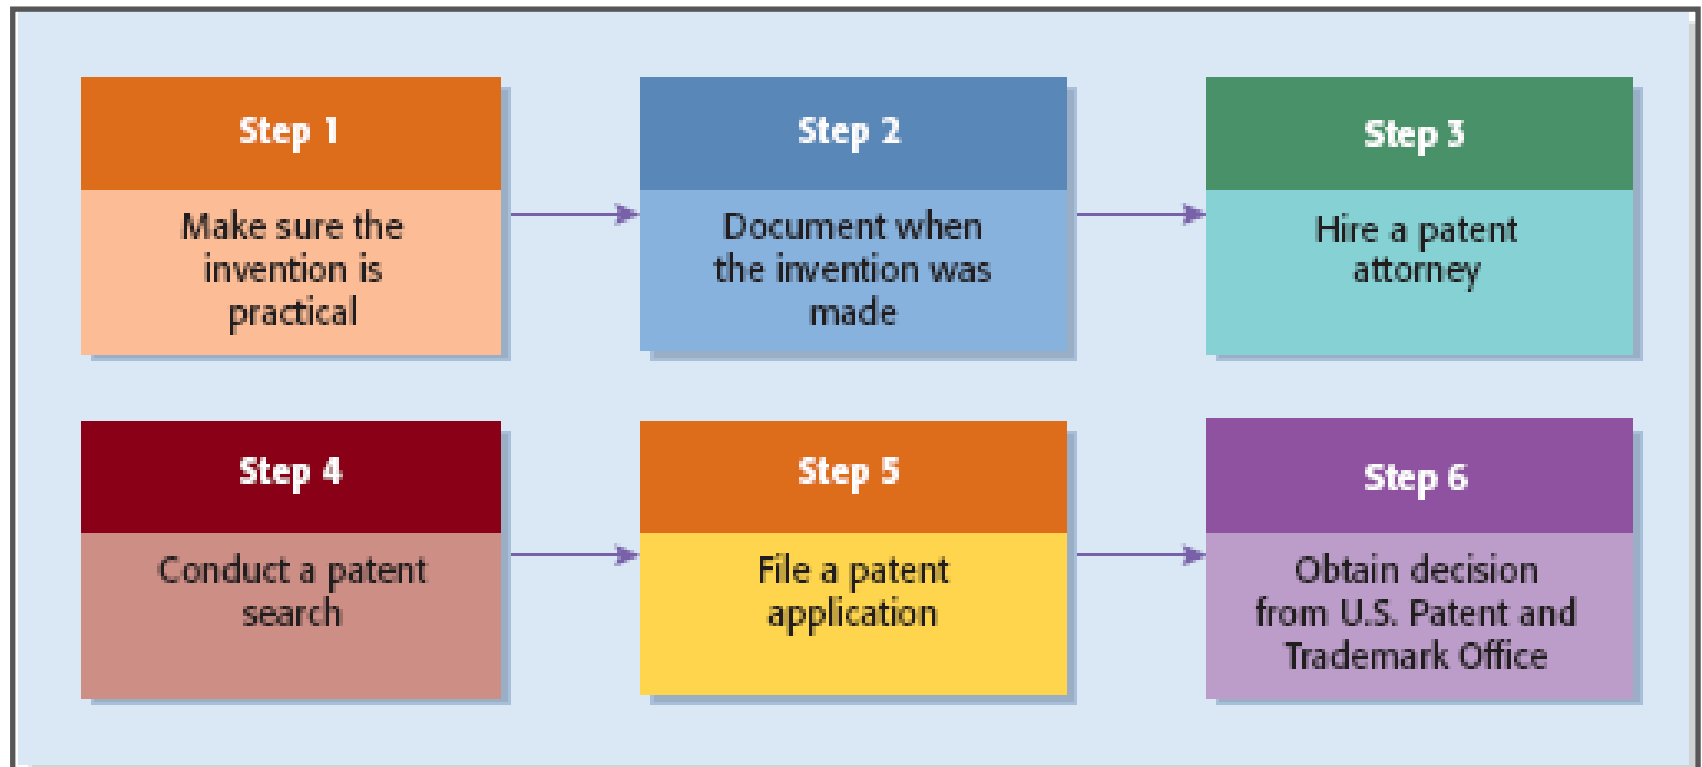 Step 1
Make sure the
invention is
practical
Step 2
Document when
the invention was
made
Step 3
Hire a patent
attorney
Step 4
Conduct a patent
search
Step 5
File a patent
application
Step 6
Obtain decision
from U.S. Patent and
Trademark Office